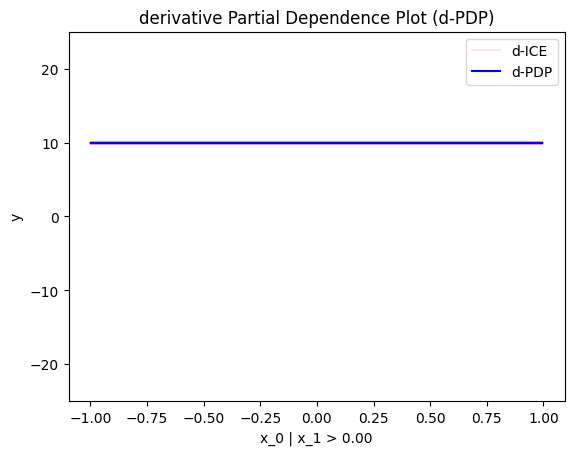 derivative Partial Dependence Plot (d-PDP)
d-ICE
d-PDP
20
10
0
−10
−20
y
−1.00 −0.75 −0.50 −0.25 0.00 0.25 0.50 0.75 1.00
x_0 | x_1 > 0.00